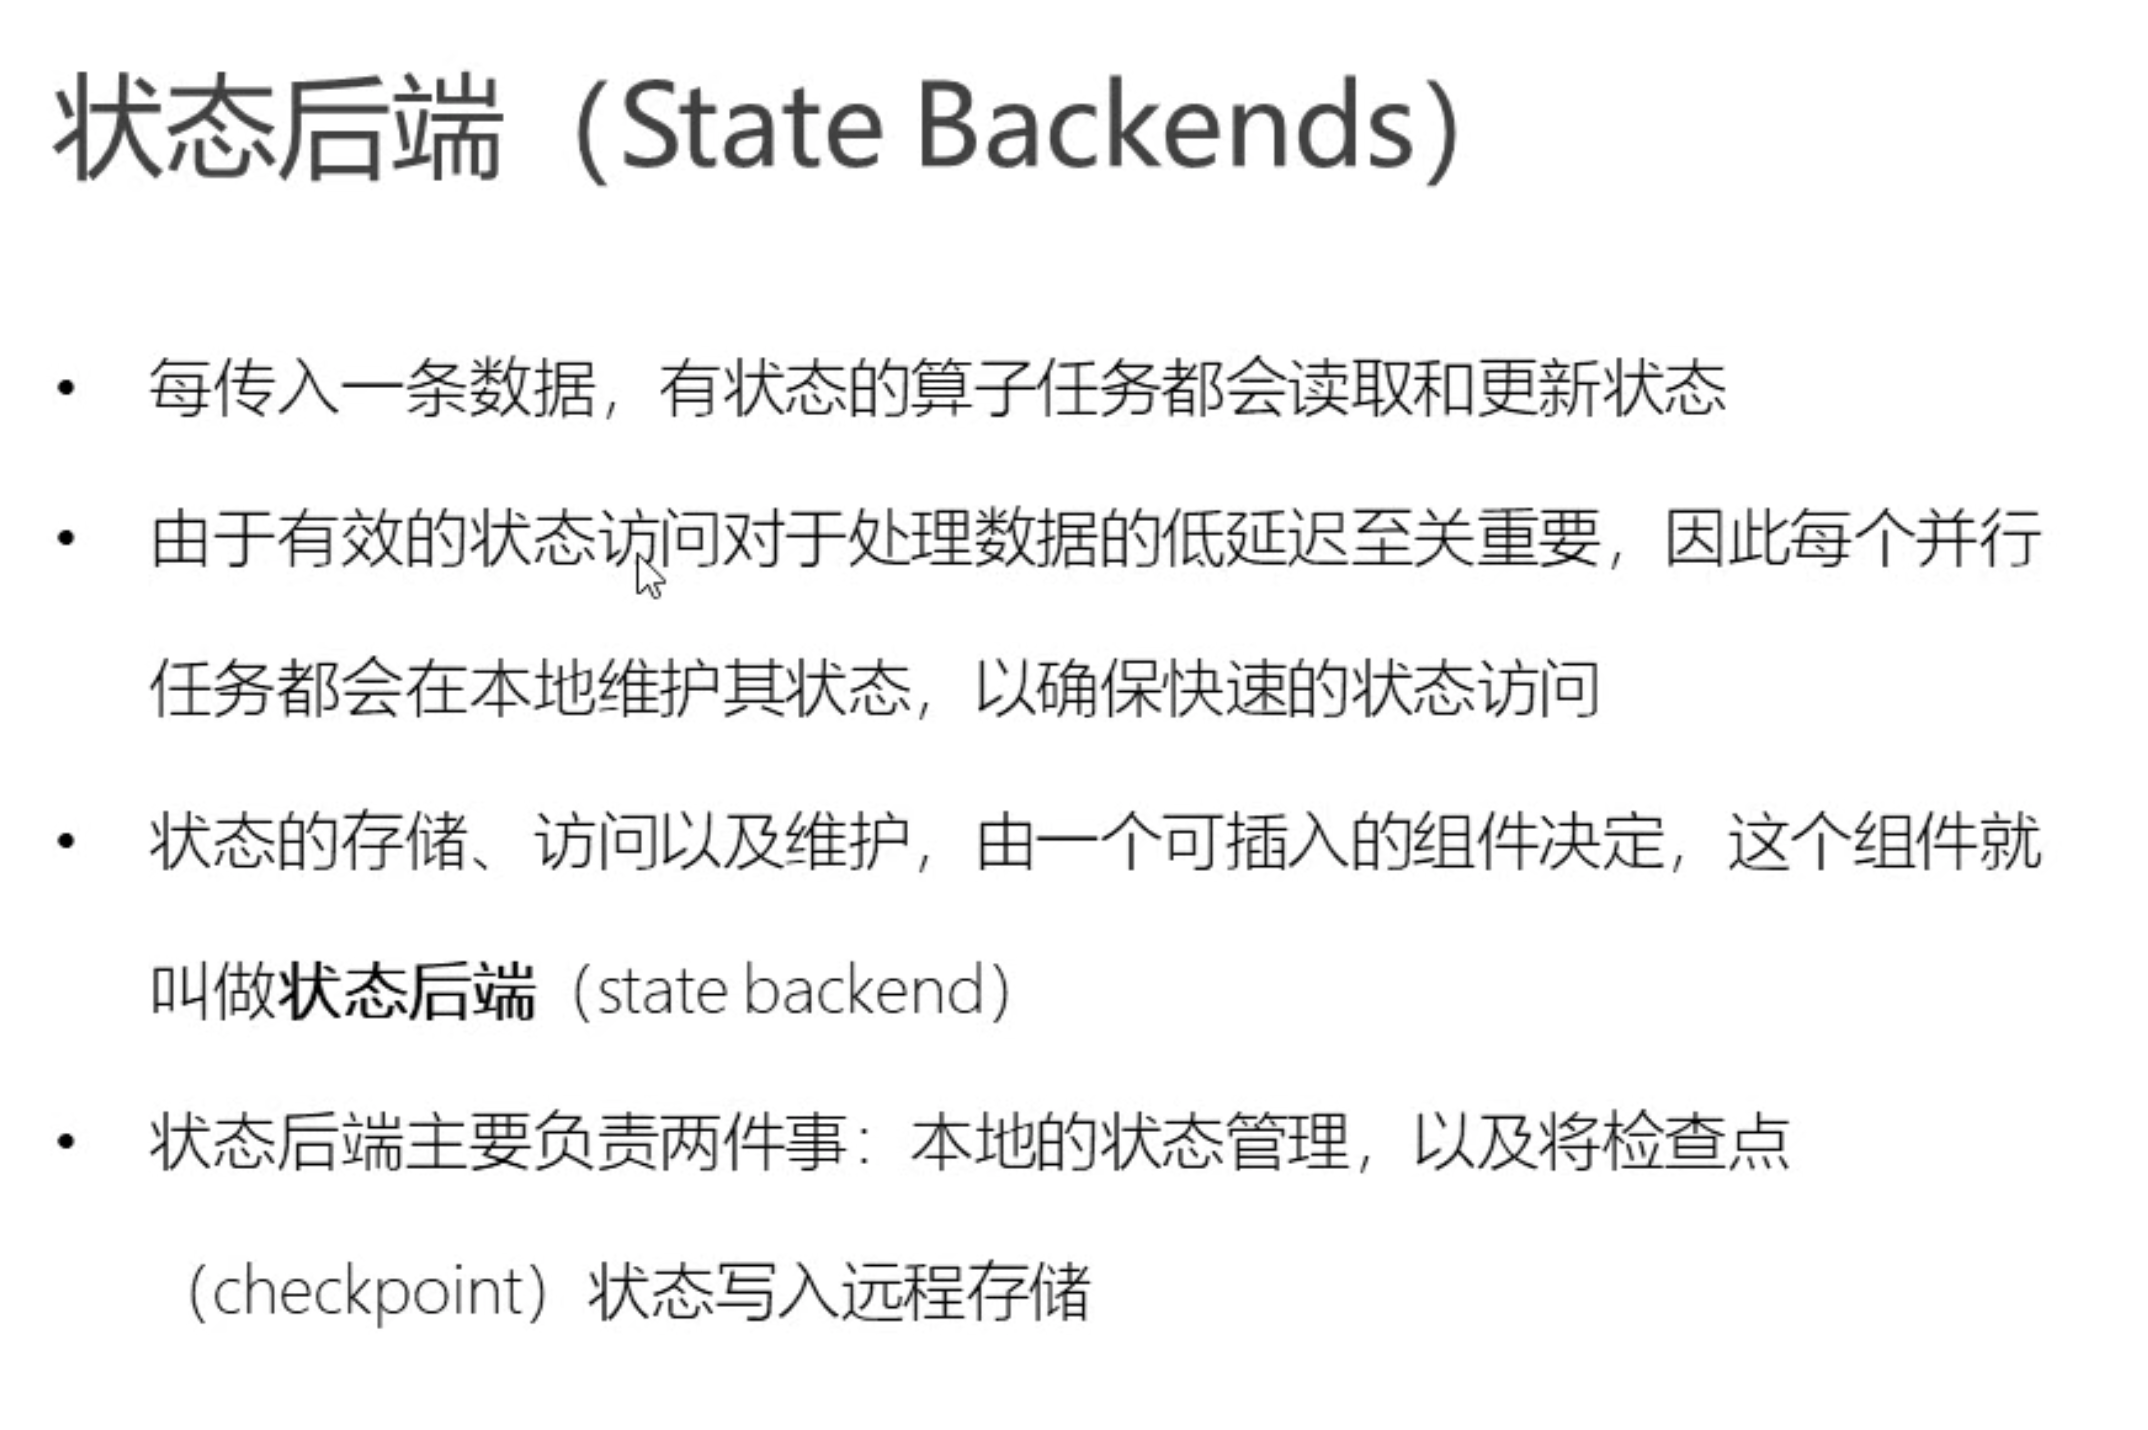 状态后端（State Backends）
• 每传入一条数据，有状态的算子任务都会读取和更新状态
• 由于有效的状态访问对于处理数据的低延迟至关重要，因此每个并行
任务都会在本地维护其状态，以确保快速的状态访问
• 状态的存储、访问以及维护，由一个可插入的组件决定，这个组件就
叫做状态后端（state backend）
• 状态后端主要负责两件事：本地的状态管理，以及将检查点
（checkpoint）状态写入远程存储